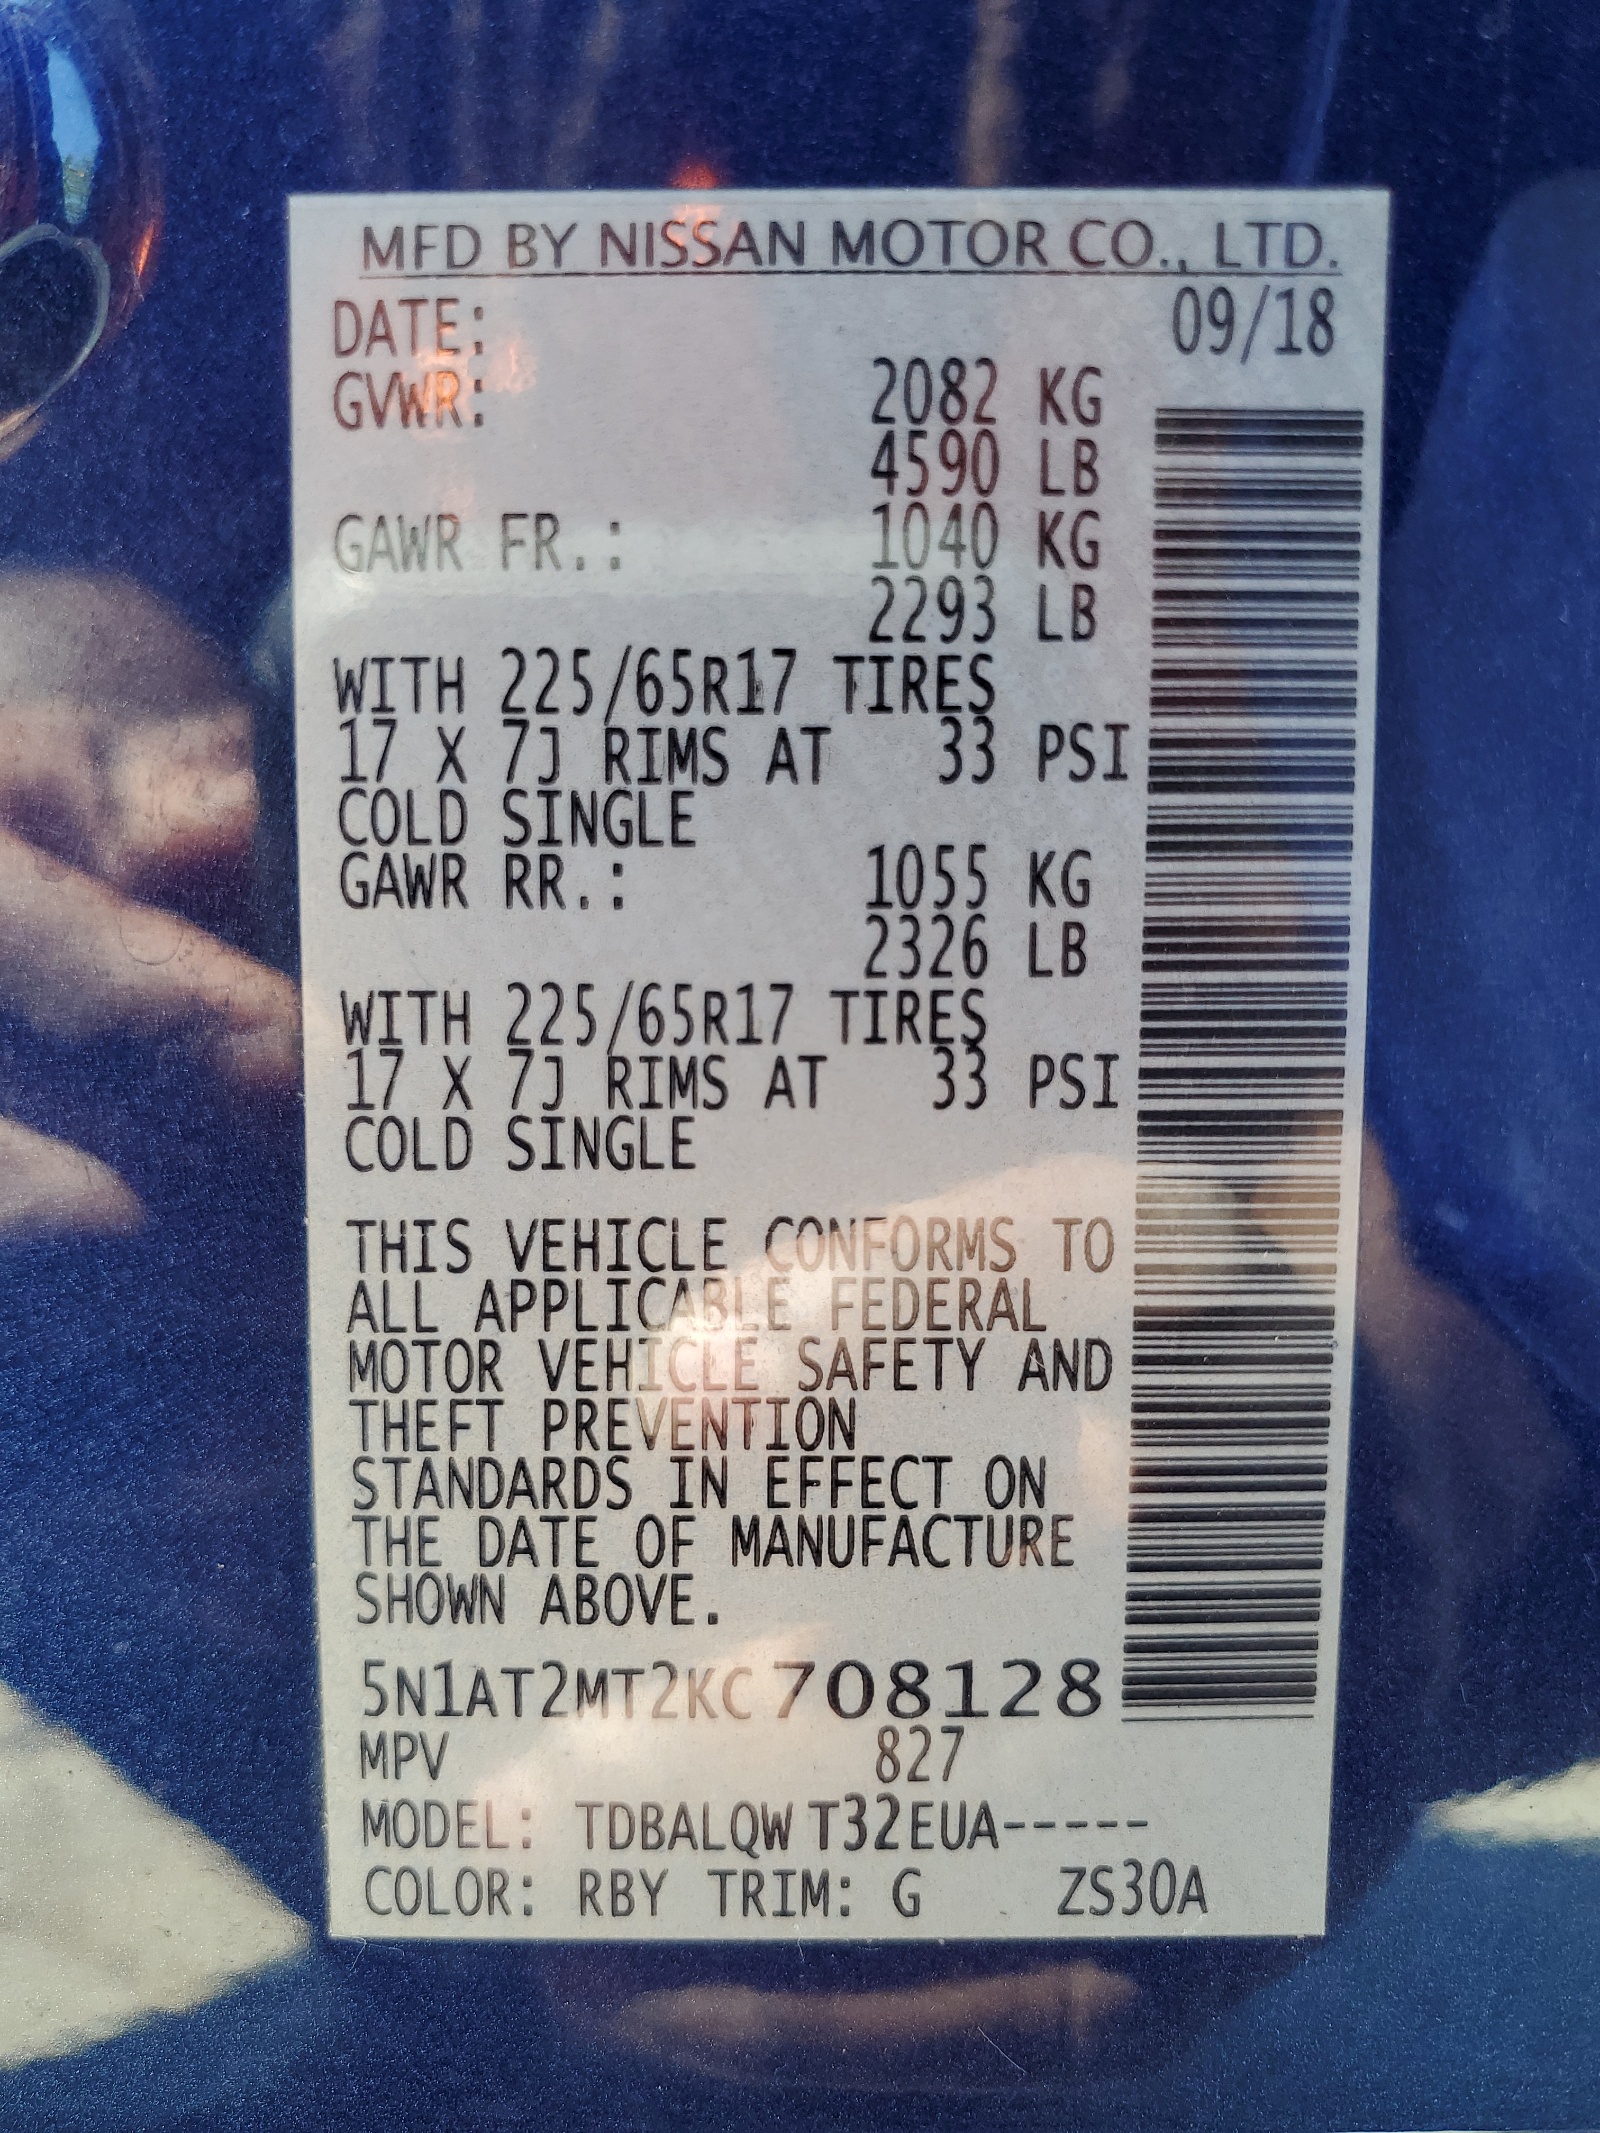 MFD BY NISSAN MOTOR CO., LTD.
DATE: 09/18
GVWR: 2082 KG
4590 LB
GAWR FR.: 1040 KG
2293 LB
WITH 225/65R17 TIRES
17 X 7J RIMS AT 33 PSI
COLD SINGLE
GAWR RR.: 1055 KG
2326 LB
WITH 225/65R17 TIRES
17 X 7J RIMS AT 33 PSI
COLD SINGLE
THIS VEHICLE CONFORMS TO
ALL APPLICABLE FEDERAL
MOTOR VEHICLE SAFETY AND
THEFT PREVENTION
STANDARDS IN EFFECT ON
THE DATE OF MANUFACTURE
SHOWN ABOVE.
5N1AT2MT2KC708128
MPV 827
MODEL: TDBALQW T32EUA-----
COLOR: RBY TRIM: G ZS30A